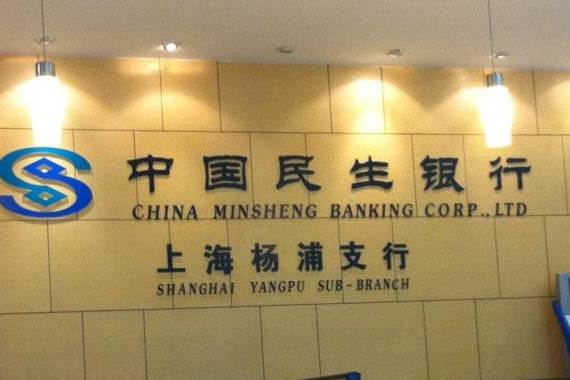 中国民生银行
CHINA MINSHENG BANKING CORP.,LTD
上海杨浦支行
SHANGHAI YANGPU SUB-BRANCH